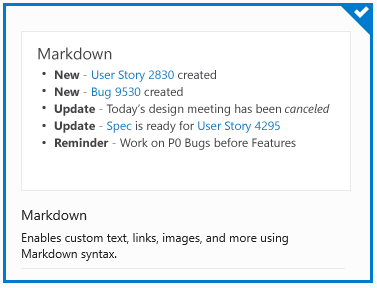 Markdown
• New - User Story 2830 created
• New - Bug 9530 created
• Update - Today's design meeting has been canceled
• Update - Spec is ready for User Story 4295
• Reminder - Work on P0 Bugs before Features
Markdown
Enables custom text, links, images, and more using
Markdown syntax.